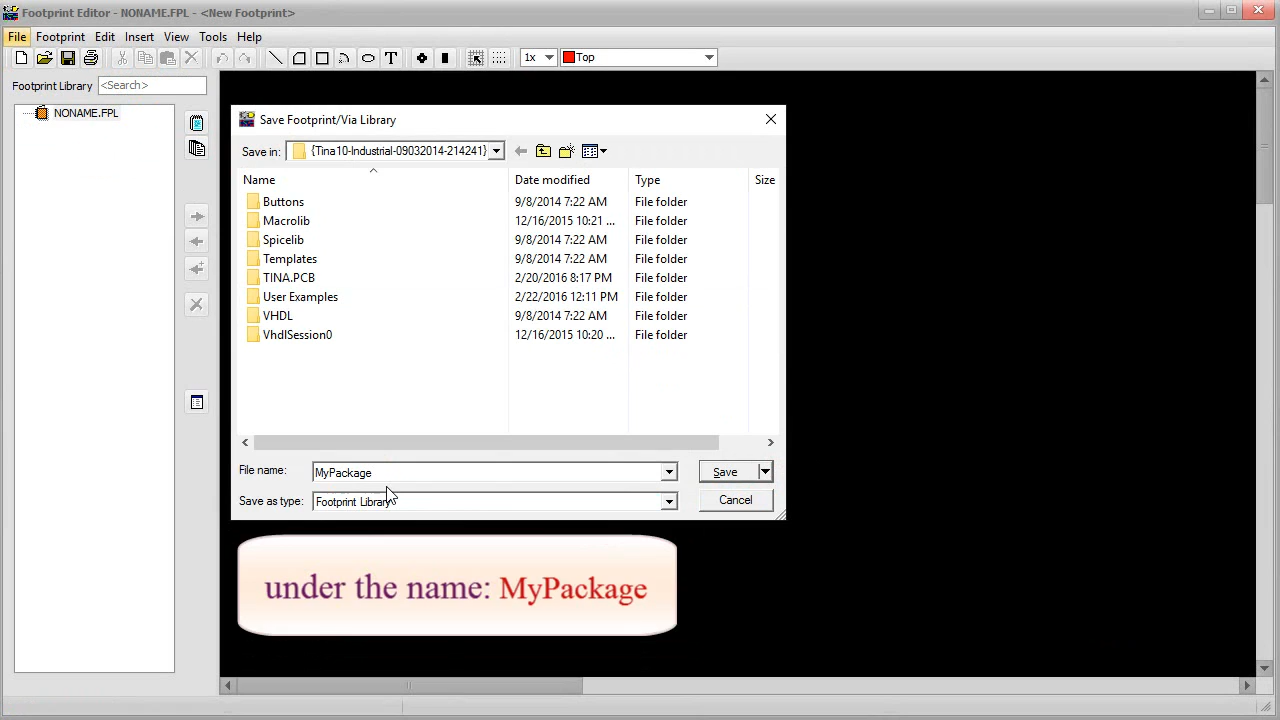 Footprint Editor - NONAME.FPL - <New Footprint>
File Footprint Edit Insert View Tools Help
1x Top
Footprint Library <Search>
NONAME.FPL
Save Footprint/Via Library
Save in: {Tina10-Industrial-09032014-214241}
Name Date modified Type Size
Buttons 9/8/2014 7:22 AM File folder
Macrolib 12/16/2015 10:21 ... File folder
Spicelib 9/8/2014 7:22 AM File folder
Templates 9/8/2014 7:22 AM File folder
TINA.PCB 2/20/2016 8:17 PM File folder
User Examples 2/22/2016 12:11 PM File folder
VHDL 9/8/2014 7:22 AM File folder
VhdlSession0 12/16/2015 10:20 ... File folder
File name: MyPackage Save
Save as type: Footprint Library Cancel
under the name: MyPackage